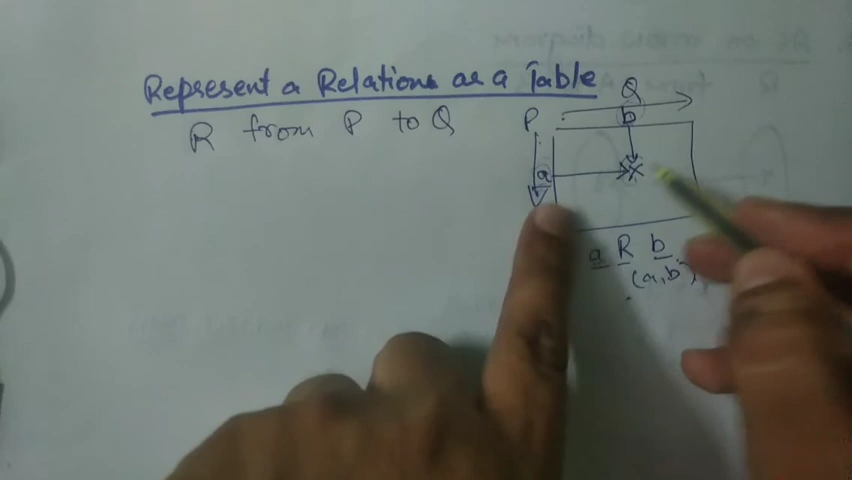 Represent a Relations as a Table
R from P to Q
P
Q
b
a
a R b
(a,b)